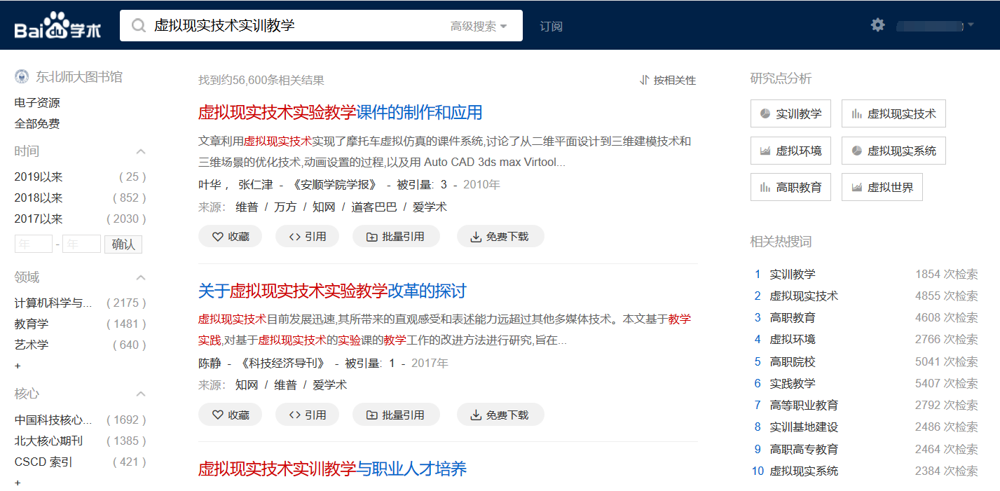 Bai du 学术
虚拟现实技术实训教学
高级搜索
订阅
东北师大图书馆
电子资源
全部免费
时间
2019以来 ( 25 )
2018以来 ( 852 )
2017以来 ( 2030 )
年 - 年 确认
领域
计算机科学与... ( 2175 )
教育学 ( 1481 )
艺术学 ( 640 )
+
核心
中国科技核心... ( 1692 )
北大核心期刊 ( 1385 )
CSCD 索引 ( 421 )
+
找到约56,600条相关结果
按相关性
虚拟现实技术实验教学课件的制作和应用
文章利用虚拟现实技术实现了摩托车虚拟仿真的课件系统,讨论了从二维平面设计到三维建模技术和
三维场景的优化技术,动画设置的过程,以及用 Auto CAD 3ds max Virtool...
叶华 ， 张仁津 - 《安顺学院学报》 - 被引量: 3 - 2010年
来源： 维普 / 万方 / 知网 / 道客巴巴 / 爱学术
收藏 <> 引用 批量引用 免费下载
关于虚拟现实技术实验教学改革的探讨
虚拟现实技术目前发展迅速,其所带来的直观感受和表述能力远超过其他多媒体技术。本文基于教学
实践,对基于虚拟现实技术的实验课的教学工作的改进方法进行研究,旨在...
陈静 - 《科技经济导刊》 - 被引量: 1 - 2017年
来源： 知网 / 维普 / 爱学术
收藏 <> 引用 批量引用 免费下载
虚拟现实技术实训教学与职业人才培养
研究点分析
实训教学 虚拟现实技术
虚拟环境 虚拟现实系统
高职教育 虚拟世界
相关热搜词
1 实训教学 1854 次检索
2 虚拟现实技术 4855 次检索
3 高职教育 4608 次检索
4 虚拟环境 2766 次检索
5 高职院校 5041 次检索
6 实践教学 5407 次检索
7 高等职业教育 2792 次检索
8 实训基地建设 2486 次检索
9 高职高专教育 2464 次检索
10 虚拟现实系统 2384 次检索